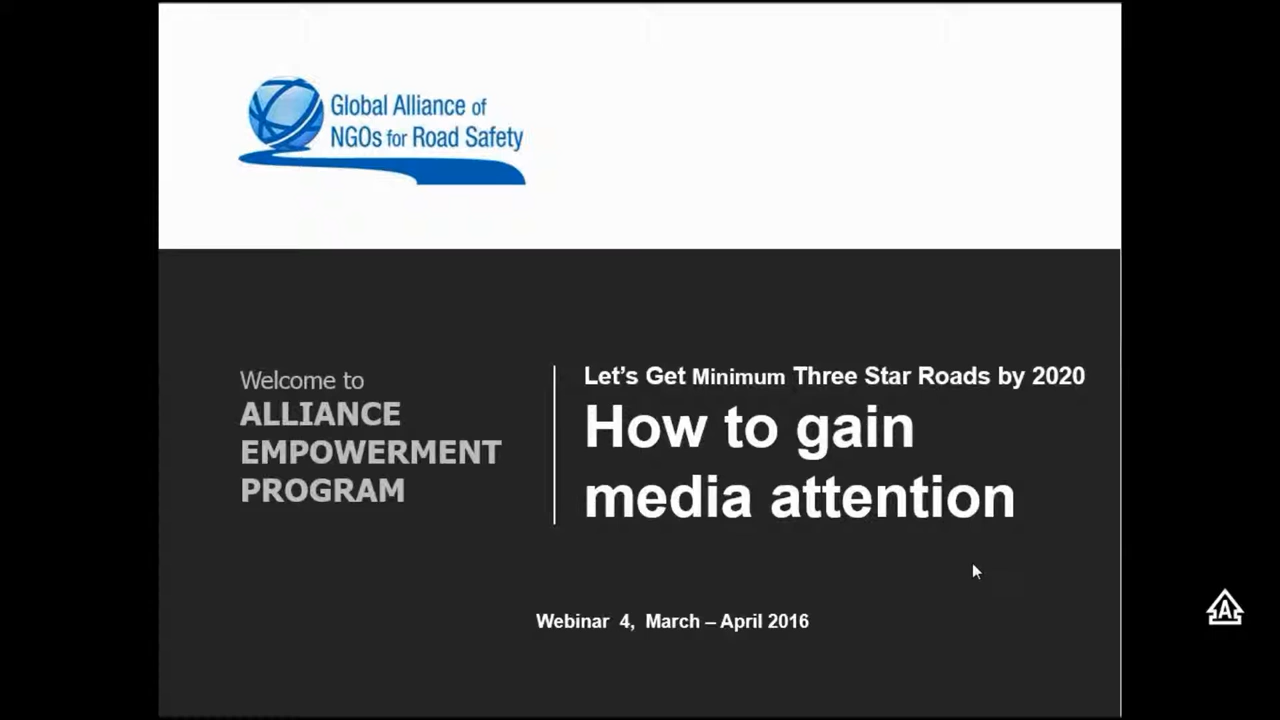 Global Alliance of
NGOs for Road Safety
Welcome to
ALLIANCE
EMPOWERMENT
PROGRAM
Let’s Get Minimum Three Star Roads by 2020
How to gain
media attention
Webinar 4, March – April 2016
A